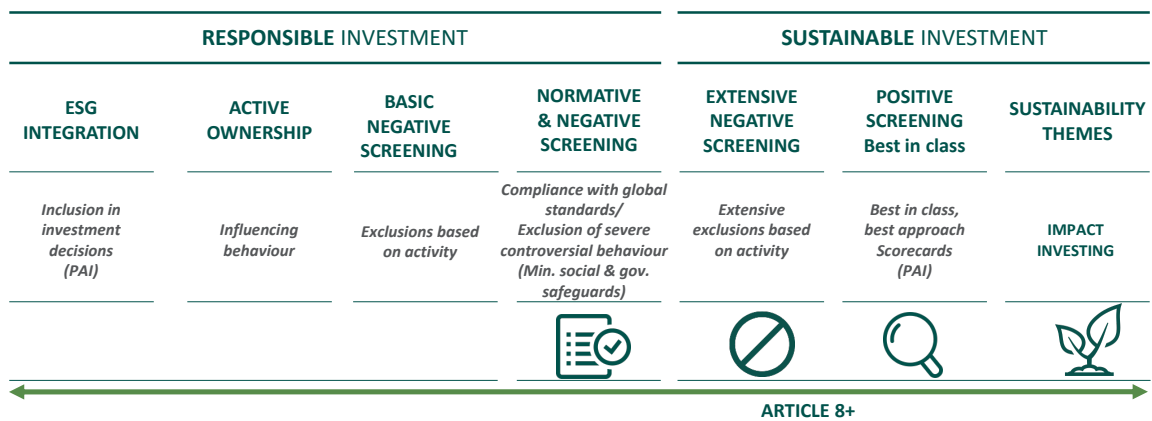 RESPONSIBLE INVESTMENT
SUSTAINABLE INVESTMENT
ESG
INTEGRATION
ACTIVE
OWNERSHIP
BASIC
NEGATIVE
SCREENING
NORMATIVE
& NEGATIVE
SCREENING
EXTENSIVE
NEGATIVE
SCREENING
POSITIVE
SCREENING
Best in class
SUSTAINABILITY
THEMES
Inclusion in
investment
decisions
(PAI)
Influencing
behaviour
Exclusions based
on activity
Compliance with global
standards/
Exclusion of severe
controversial behaviour
(Min. social & gov.
safeguards)
Extensive
exclusions based
on activity
Best in class,
best approach
Scorecards
(PAI)
IMPACT
INVESTING
ARTICLE 8+